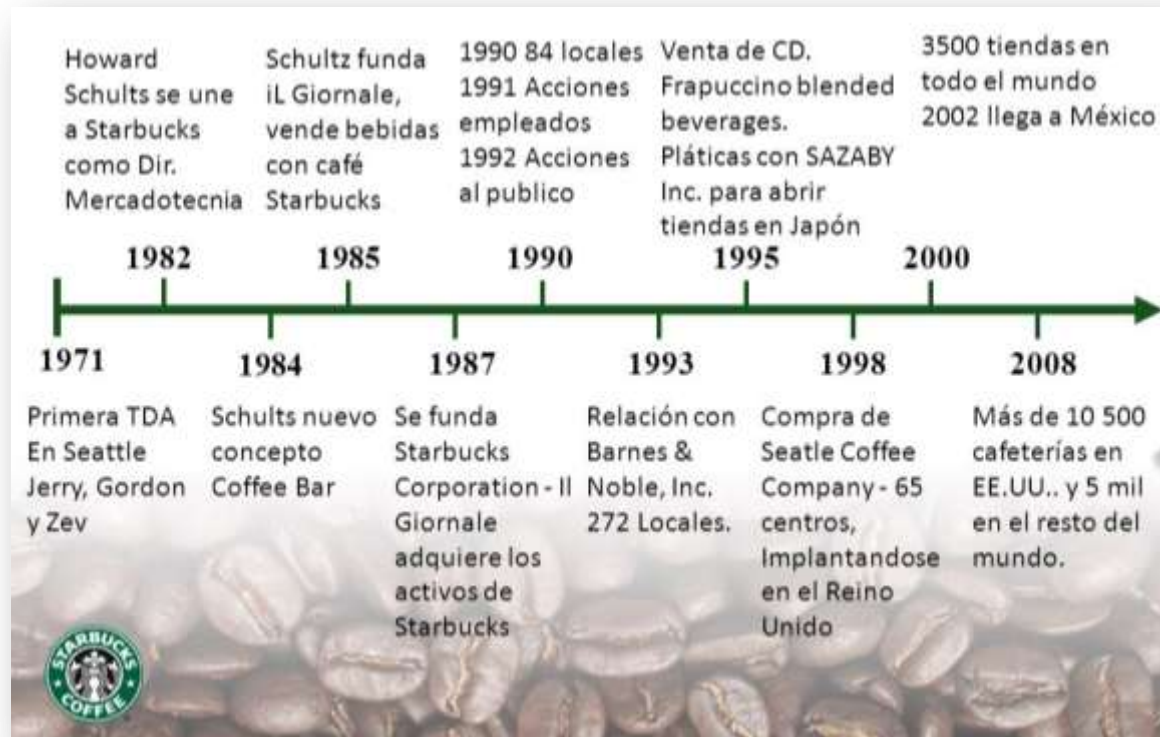 Howard
Schults se une
a Starbucks
como Dir.
Mercadotecnia
Schultz funda
iL Giornale,
vende bebidas
con café
Starbucks
1990 84 locales
1991 Acciones
empleados
1992 Acciones
al publico
Venta de CD.
Frapuccino blended
beverages.
Pláticas con SAZABY
Inc. para abrir
tiendas en Japón
3500 tiendas en
todo el mundo
2002 llega a México
1982
1985
1990
1995
2000
1971
1984
1987
1993
1998
2008
Primera TDA
En Seattle
Jerry, Gordon
y Zev
Schults nuevo
concepto
Coffee Bar
Se funda
Starbucks
Corporation - Il
Giornale
adquiere los
activos de
Starbucks
Relación con
Barnes &
Noble, Inc.
272 Locales.
Compra de
Seatle Coffee
Company - 65
centros,
Implantandose
en el Reino
Unido
Más de 10 500
cafeterías en
EE.UU.. y 5 mil
en el resto del
mundo.
STARBUCKS
COFFEE